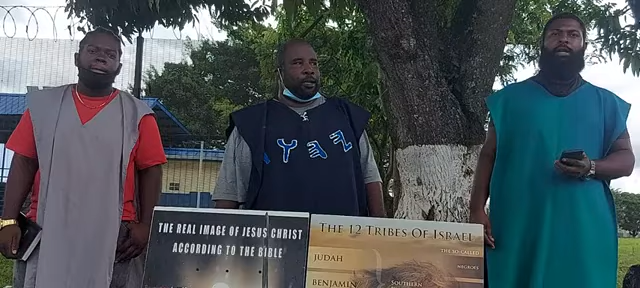 𐤉𐤄𐤅𐤄
THE REAL IMAGE OF JESUS CHRIST
ACCORDING TO THE BIBLE
THE 12 TRIBES OF ISRAEL
JUDAH
THE SO-CALLED
NEGROES
BENJAMIN
SOUTHERN